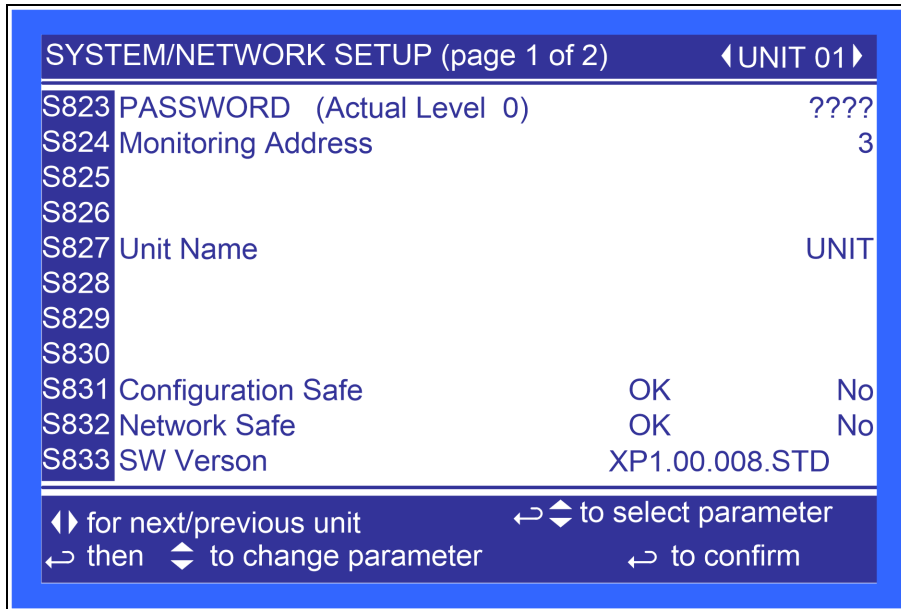 SYSTEM/NETWORK SETUP (page 1 of 2) UNIT 01
S823 PASSWORD (Actual Level 0) ????
S824 Monitoring Address 3
S825
S826
S827 Unit Name UNIT
S828
S829
S830
S831 Configuration Safe OK No
S832 Network Safe OK No
S833 SW Verson XP1.00.008.STD
for next/previous unit to select parameter
then to change parameter to confirm